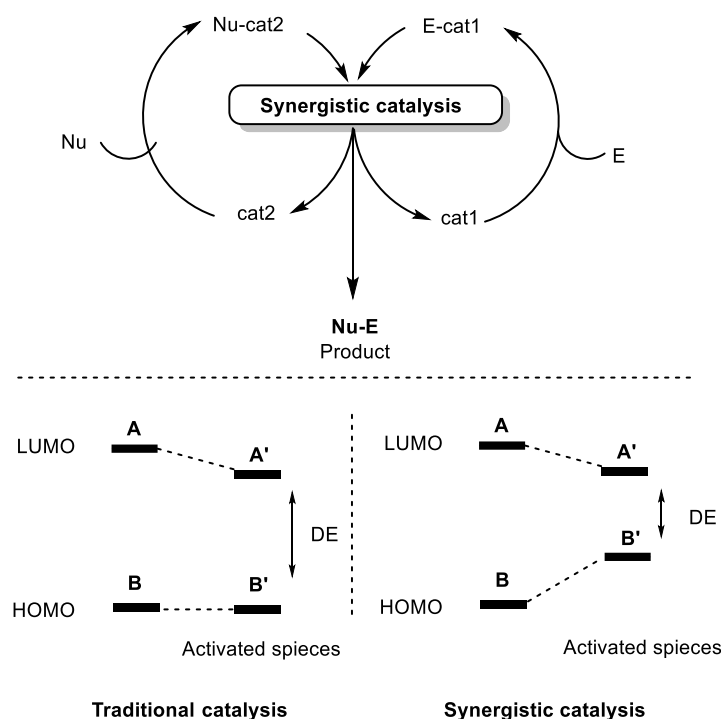 Nu-cat2 E-cat1
Synergistic catalysis
Nu E
cat2 cat1
Nu-E
Product
A
LUMO A'
DE
B B'
HOMO
Activated spieces
Traditional catalysis
A
LUMO A'
DE
B'
B
HOMO
Activated spieces
Synergistic catalysis